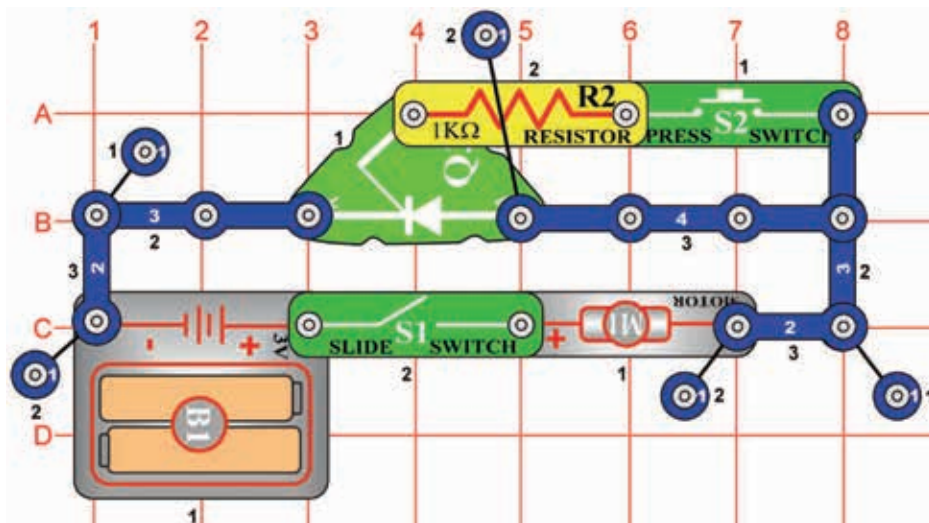 1 2 3 4 5 6 7 8
2 1
2 1
A
R2
1KΩ RESISTOR
PRESS S2 SWITCH
1
1 1
Q
B
3 4
2 3
3 2 3 2
C
- + 3V
SLIDE S1 SWITCH
+ M1 MOTOR
2
3
1
2
2 1
1 2
1 1
D
B1
1